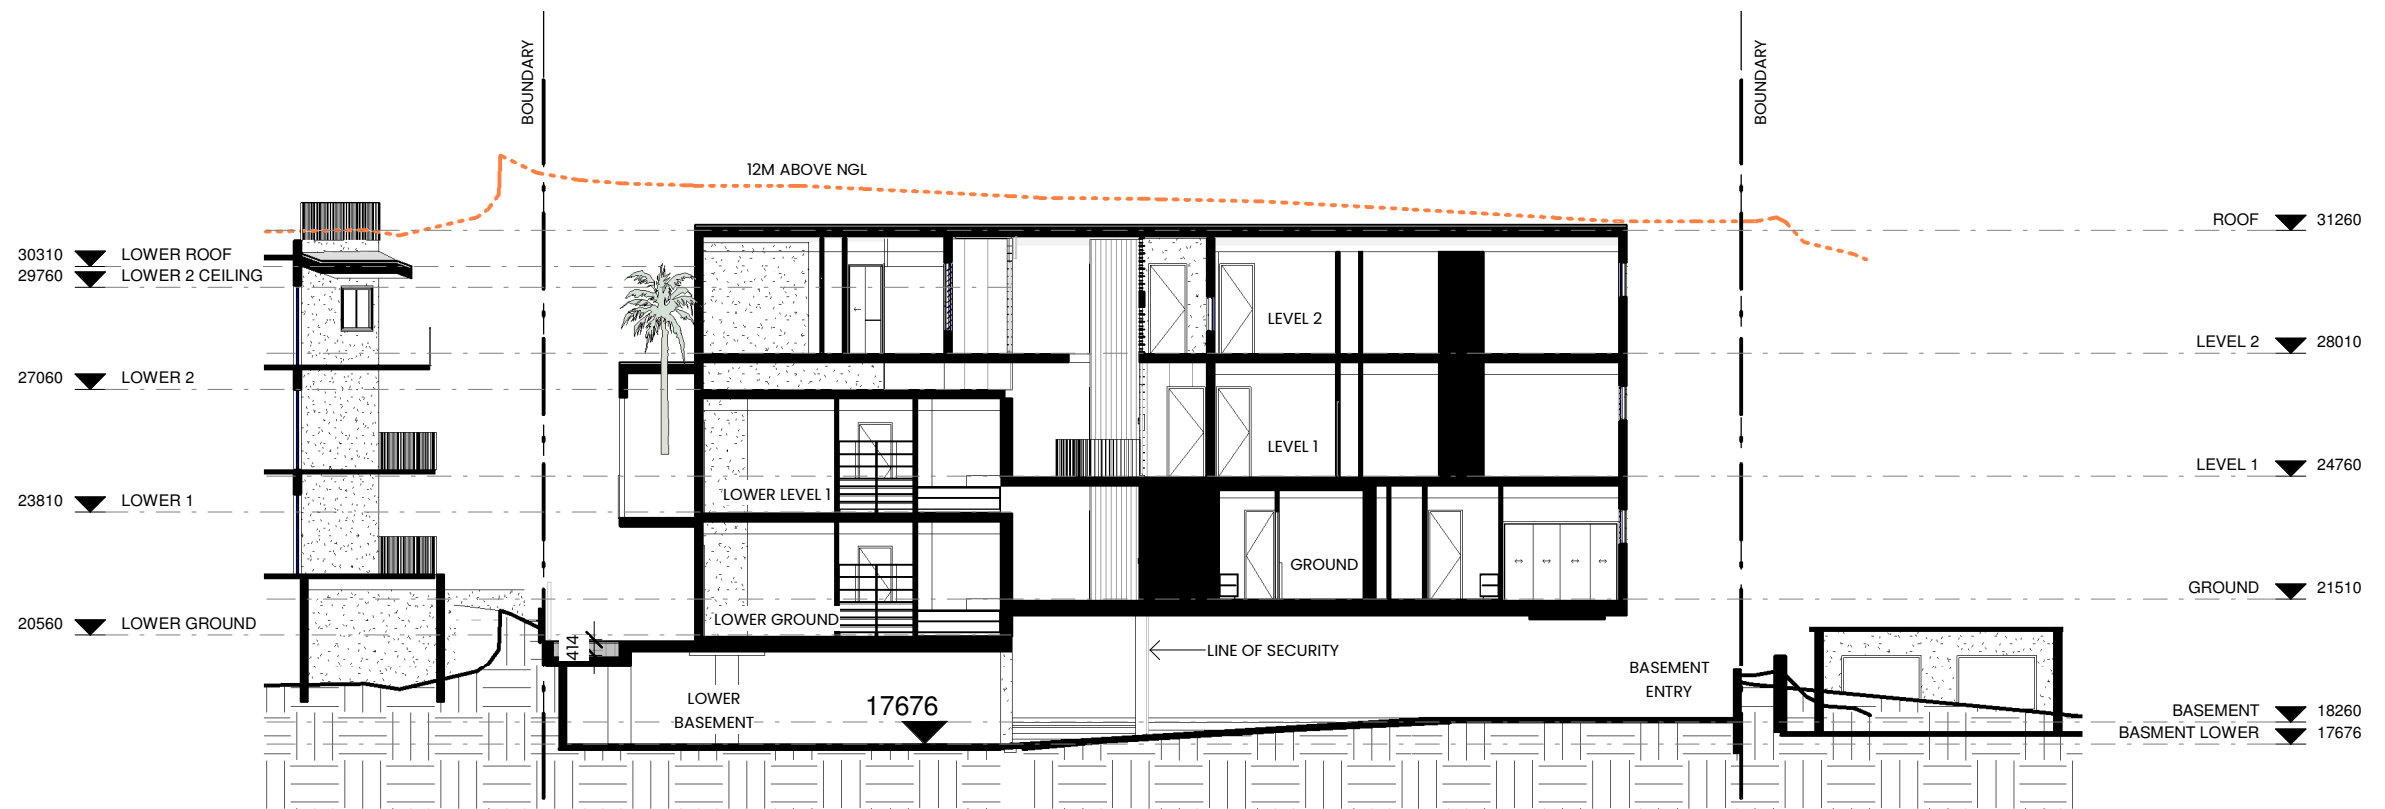 BOUNDARY
BOUNDARY
12M ABOVE NGL
ROOF 31260
30310 LOWER ROOF
29760 LOWER 2 CEILING
LEVEL 2
LEVEL 2 28010
27060 LOWER 2
LEVEL 1
LEVEL 1 24760
LOWER LEVEL 1
23810 LOWER 1
GROUND
GROUND 21510
LOWER GROUND
20560 LOWER GROUND
414
LINE OF SECURITY
BASEMENT
ENTRY
LOWER
BASEMENT
17676
BASEMENT 18260
BASMENT LOWER 17676